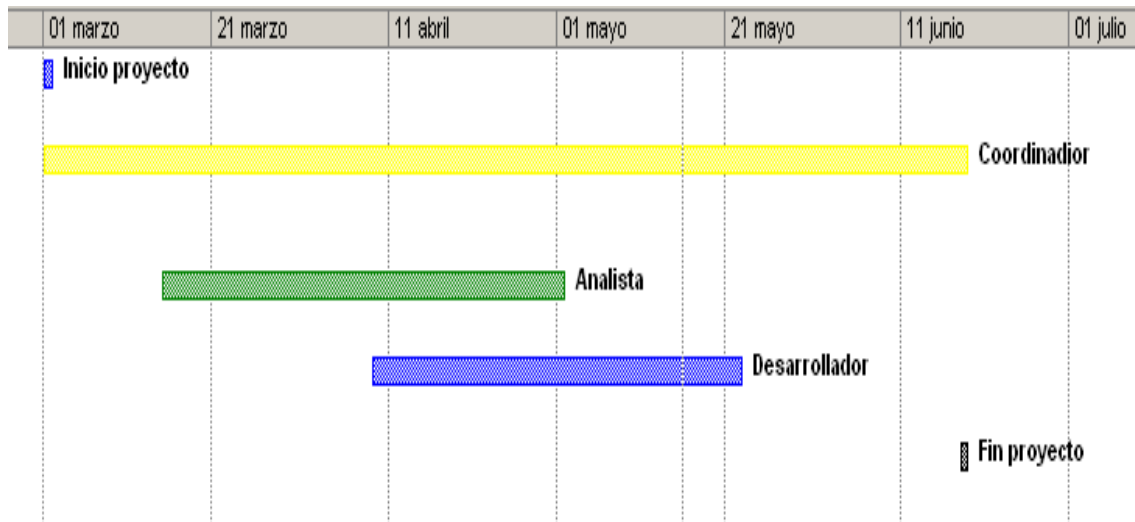 01 marzo 21 marzo 11 abril 01 mayo 21 mayo 11 junio 01 julio
Inicio proyecto
Coordinadior
Analista
Desarrollador
Fin proyecto